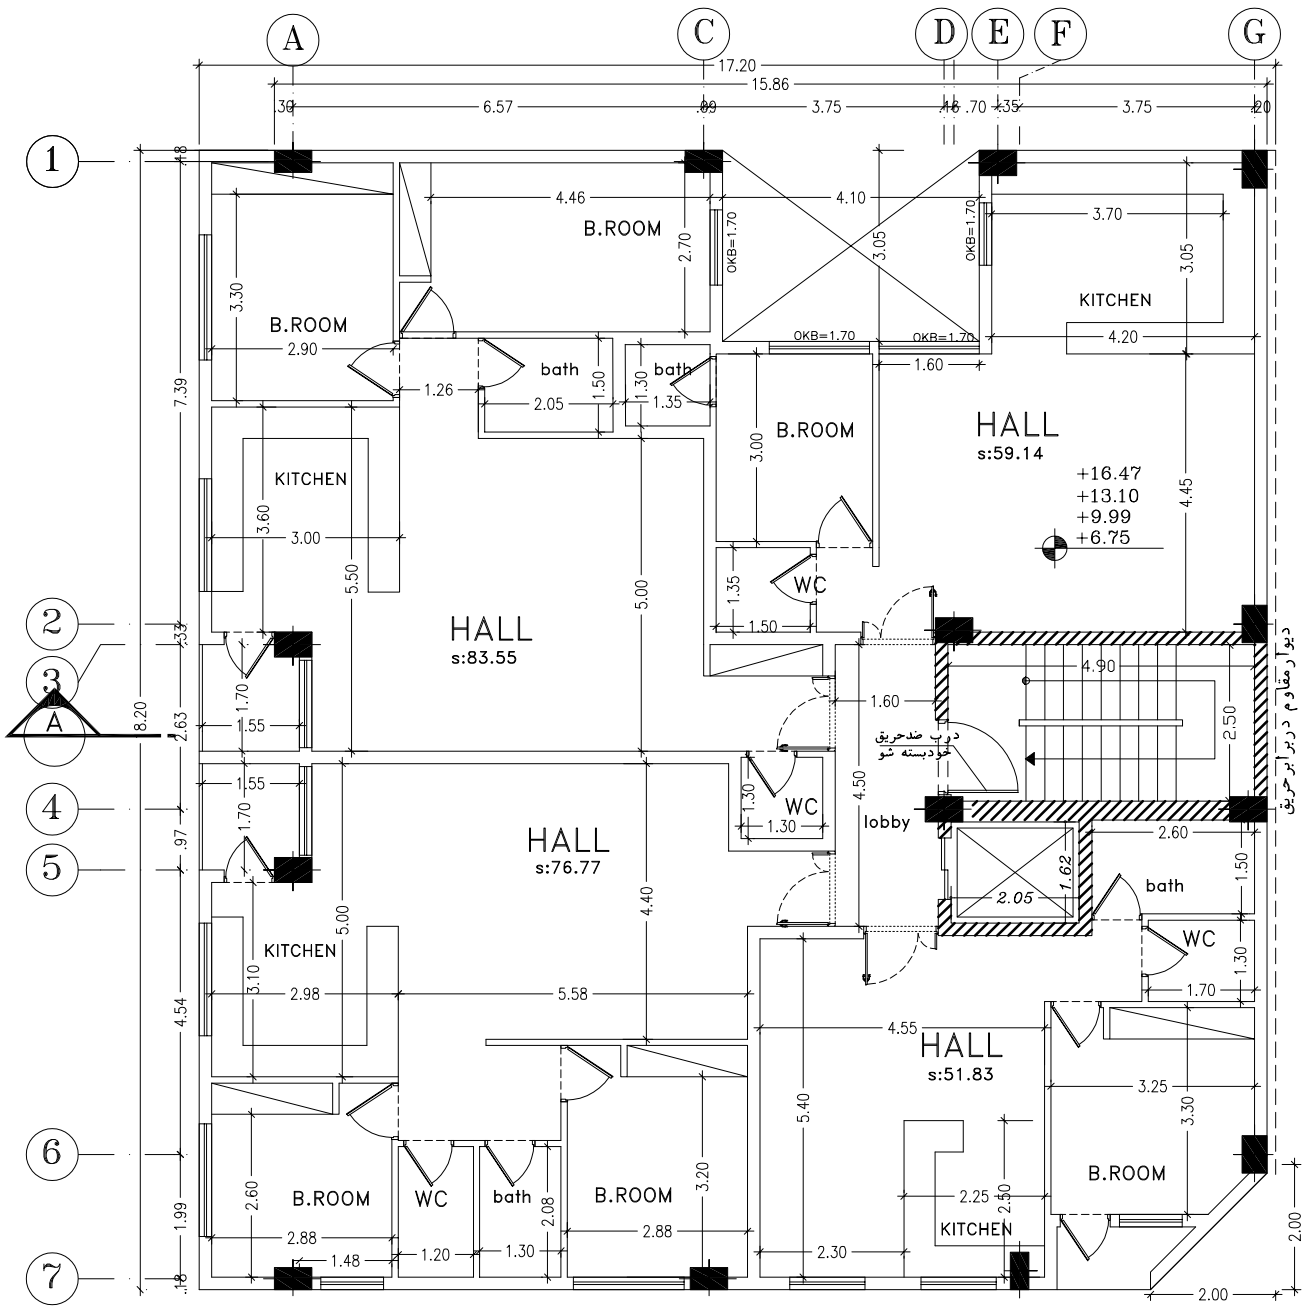 A C D E F G
17.20
15.86
.30 6.57 .09 3.75 .16 .70 .35 3.75 .20
1
.18
4.46 4.10 3.70
B.ROOM
2.70
OKB=1.70
3.05
OKB=1.70
3.05
3.30
KITCHEN
B.ROOM
2.90
OKB=1.70 OKB=1.70
4.20
1.60
7.39
1.26
bath
1.50
2.05
bath
1.30
1.35
B.ROOM
3.00
HALL
s:59.14
KITCHEN
+16.47
+13.10
+9.99
+6.75
4.45
3.60
3.00
5.50
5.00
WC
1.35
1.50
2
.33
HALL
s:83.55
3
A
8.20
2.63
1.70
1.55
1.60
4.90
2.50
درب ضدحریق
خودبسته شو
دیوار مقاوم دربرابر حریق
1.55
1.70
4
.97
5
1.30
WC
1.30
4.50
lobby
HALL
s:76.77
2.60
1.50
1.62
2.05
bath
4.40
5.00
KITCHEN
3.10
2.98 5.58
4.54
WC
1.30
1.70
4.55
HALL
s:51.83
5.40
3.25
3.30
6
B.ROOM
2.60
2.88
1.48
WC
1.20
bath
2.08
1.30
B.ROOM
3.20
2.88
2.50
2.25
KITCHEN
2.30
B.ROOM
1.99
2.00
7
.18
2.00